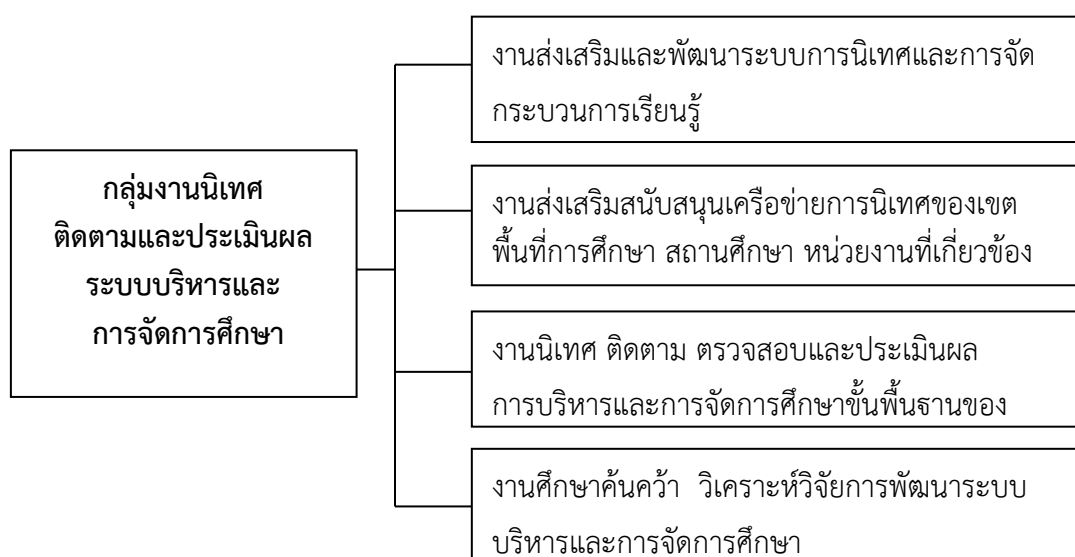 กลุ่มงานนิเทศ
ติดตามและประเมินผล
ระบบบริหารและ
การจัดการศึกษา
งานส่งเสริมและพัฒนาระบบการนิเทศและการจัด
กระบวนการเรียนรู้
งานส่งเสริมสนับสนุนเครือข่ายการนิเทศของเขต
พื้นที่การศึกษา สถานศึกษา หน่วยงานที่เกี่ยวข้อง
งานนิเทศ ติดตาม ตรวจสอบและประเมินผล
การบริหารและการจัดการศึกษาขั้นพื้นฐานของ
งานศึกษาค้นคว้า วิเคราะห์วิจัยการพัฒนาระบบ
บริหารและการจัดการศึกษา